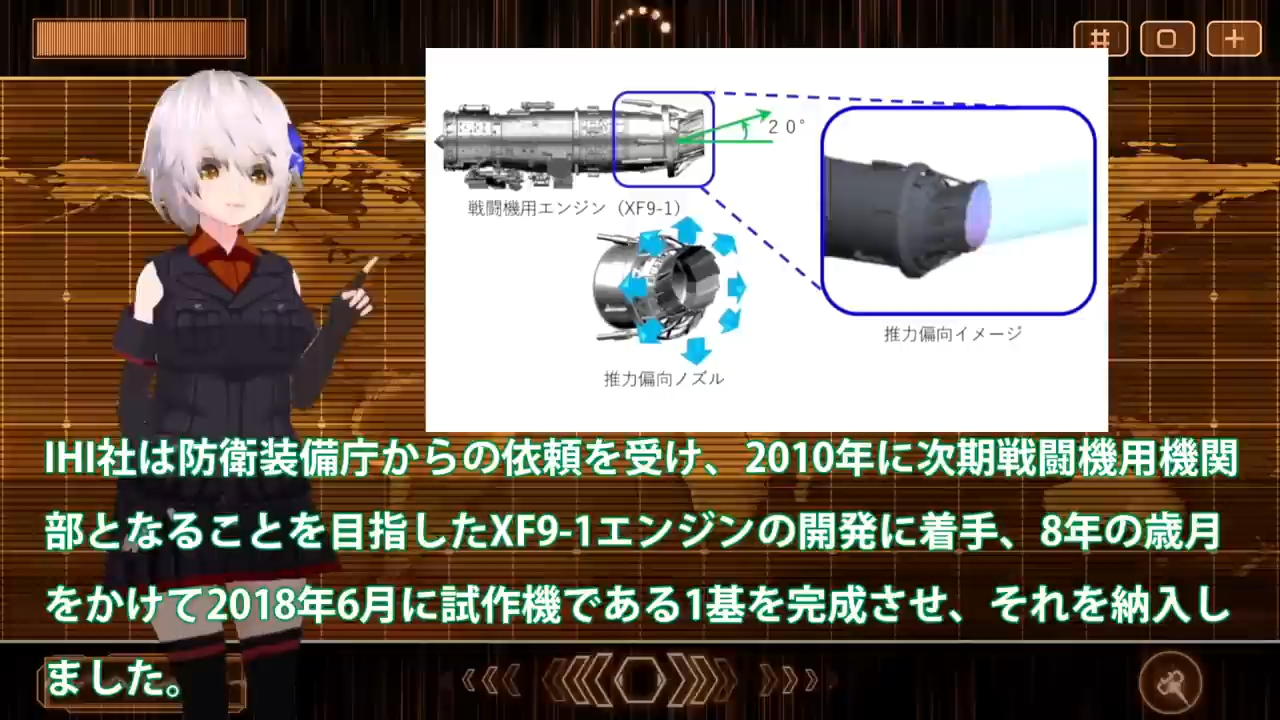 20°
戦闘機用エンジン（XF9-1）
推力偏向イメージ
推力偏向ノズル
IHI社は防衛装備庁からの依頼を受け、2010年に次期戦闘機用機関
部となることを目指したXF9-1エンジンの開発に着手、8年の歳月
をかけて2018年6月に試作機である1基を完成させ、それを納入し
ました。